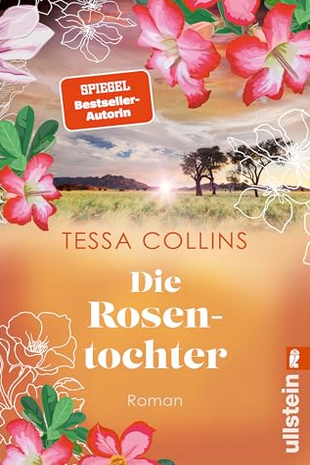 SPIEGEL
Bestseller-
Autorin
TESSA COLLINS
Die
Rosen-
tochter
Roman
ullstein